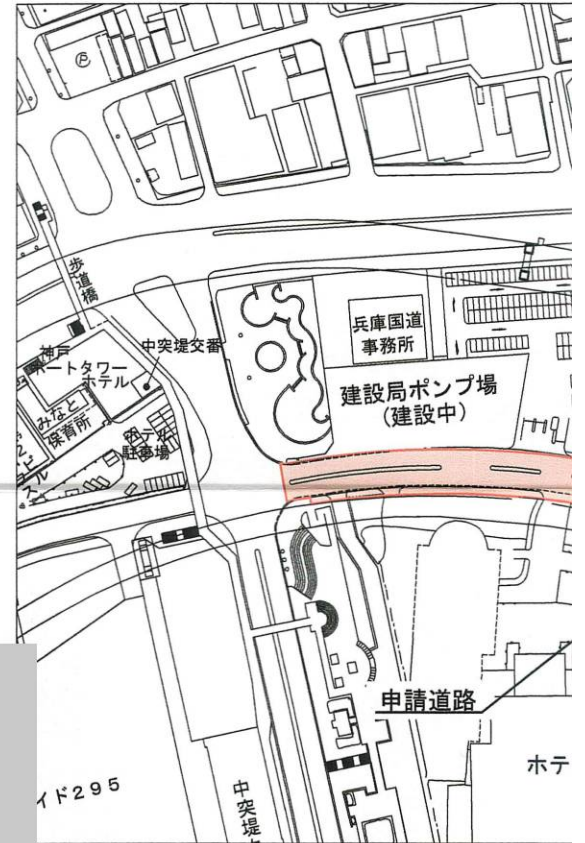 歩道橋
中突堤交番
神戸
ポートタワー
ホテル
みなと
保育所
ホテル
駐車場
兵庫国道
事務所
建設局ポンプ場
(建設中)
申請道路
ホテ
イド295
中突堤